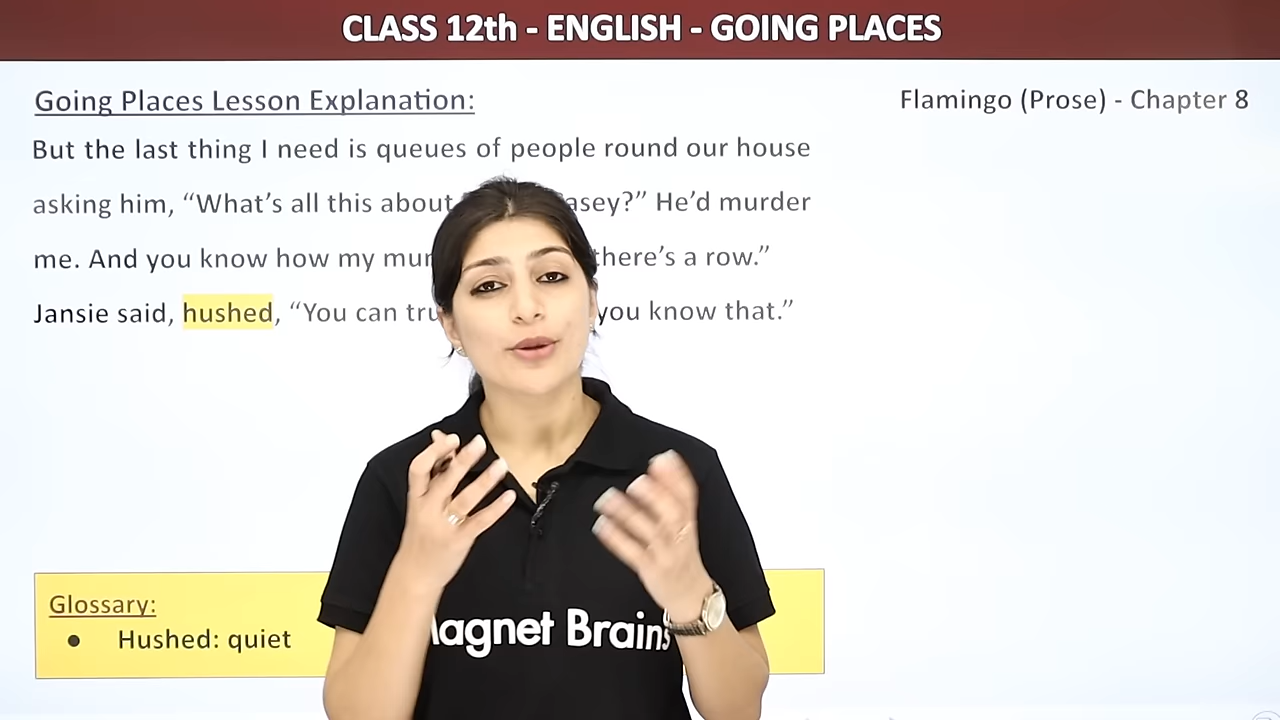 CLASS 12th - ENGLISH - GOING PLACES
Going Places Lesson Explanation:
Flamingo (Prose) - Chapter 8
But the last thing I need is queues of people round our house
asking him, “What’s all this about asey?” He’d murder
me. And you know how my mu there’s a row.”
Jansie said, hushed, “You can tru you know that.”
Glossary:
● Hushed: quiet
agnet Brains